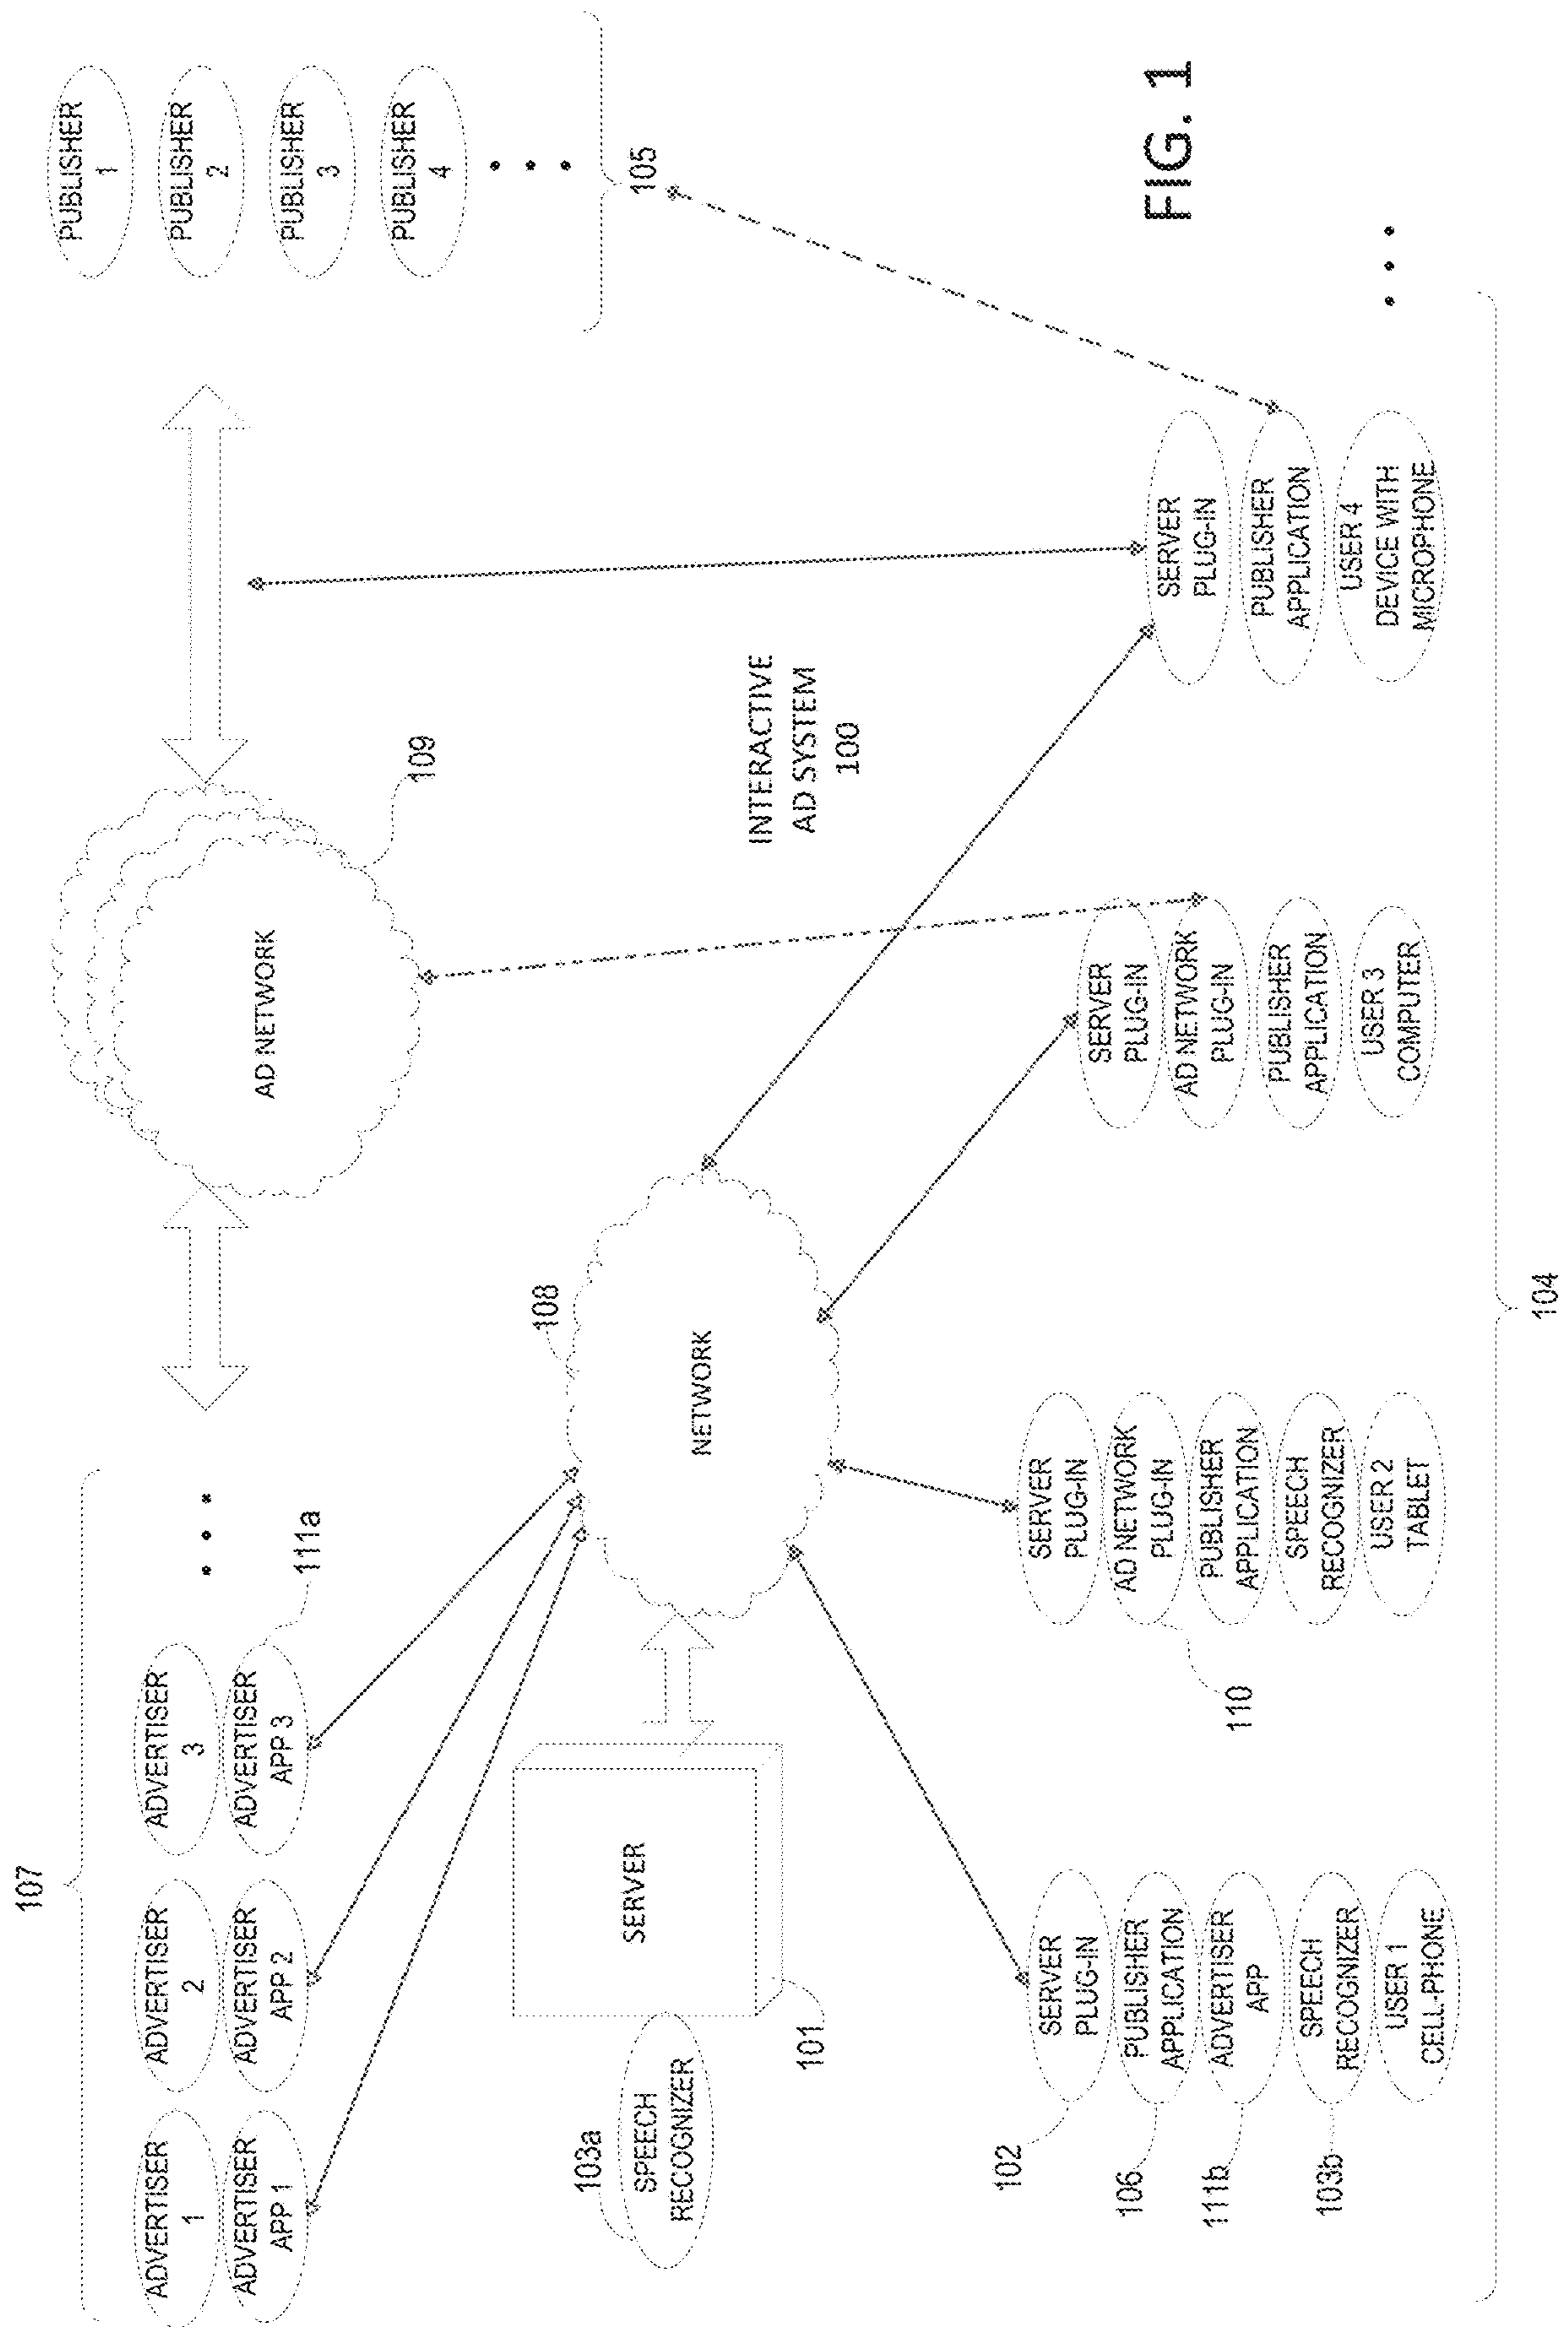 107
ADVERTISER
1
ADVERTISER
APP 1
ADVERTISER
2
ADVERTISER
APP 2
ADVERTISER
3
ADVERTISER
APP 3
111a
AD NETWORK
109
PUBLISHER
1
PUBLISHER
2
PUBLISHER
3
PUBLISHER
4
105
103a
SPEECH
RECOGNIZER
SERVER
101
108
NETWORK
INTERACTIVE
AD SYSTEM
100
102
106
111b
103b
SERVER
PLUG-IN
PUBLISHER
APPLICATION
ADVERTISER
APP
SPEECH
RECOGNIZER
USER 1
CELL-PHONE
110
SERVER
PLUG-IN
AD NETWORK
PLUG-IN
PUBLISHER
APPLICATION
SPEECH
RECOGNIZER
USER 2
TABLET
SERVER
PLUG-IN
AD NETWORK
PLUG-IN
PUBLISHER
APPLICATION
USER 3
COMPUTER
SERVER
PLUG-IN
PUBLISHER
APPLICATION
USER 4
DEVICE WITH
MICROPHONE
104
FIG. 1